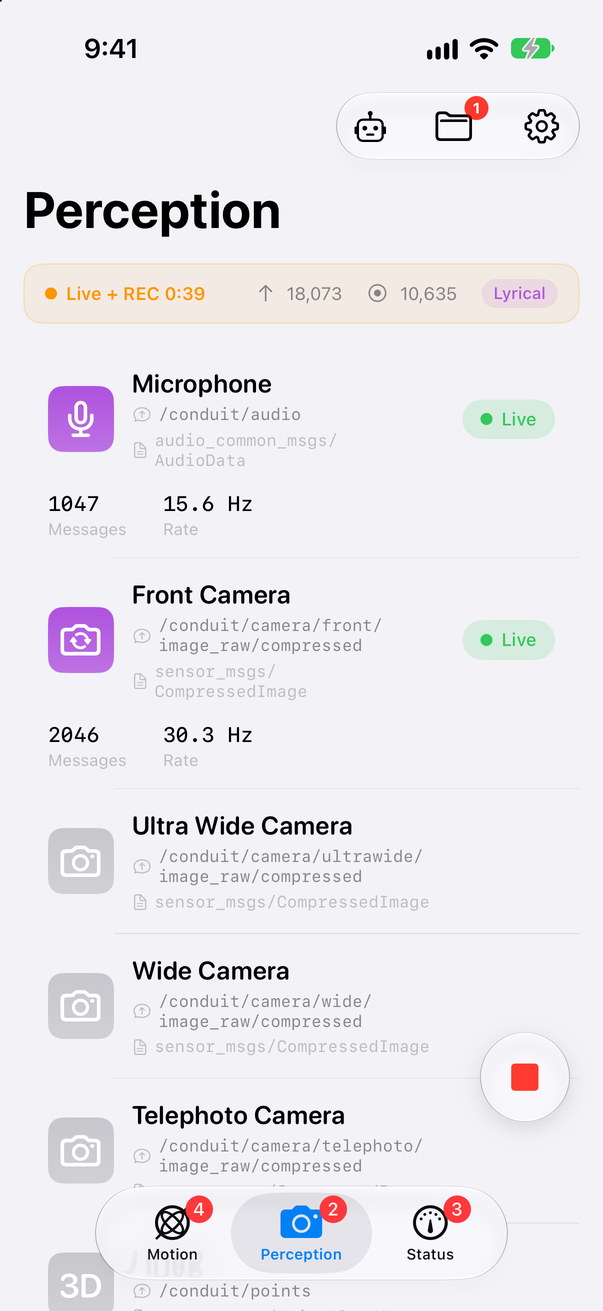 9:41
1
Perception
Live + REC 0:39 18,073 10,635 Lyrical
Microphone
/conduit/audio
audio_common_msgs/
AudioData
Live
1047 15.6 Hz
Messages Rate
Front Camera
/conduit/camera/front/
image_raw/compressed
sensor_msgs/
CompressedImage
Live
2046 30.3 Hz
Messages Rate
Ultra Wide Camera
/conduit/camera/ultrawide/
image_raw/compressed
sensor_msgs/CompressedImage
Wide Camera
/conduit/camera/wide/
image_raw/compressed
sensor_msgs/CompressedImage
Telephoto Camera
/conduit/camera/telephoto/
image_raw/compressed
4 2 3
Motion Perception Status
3D
/conduit/points